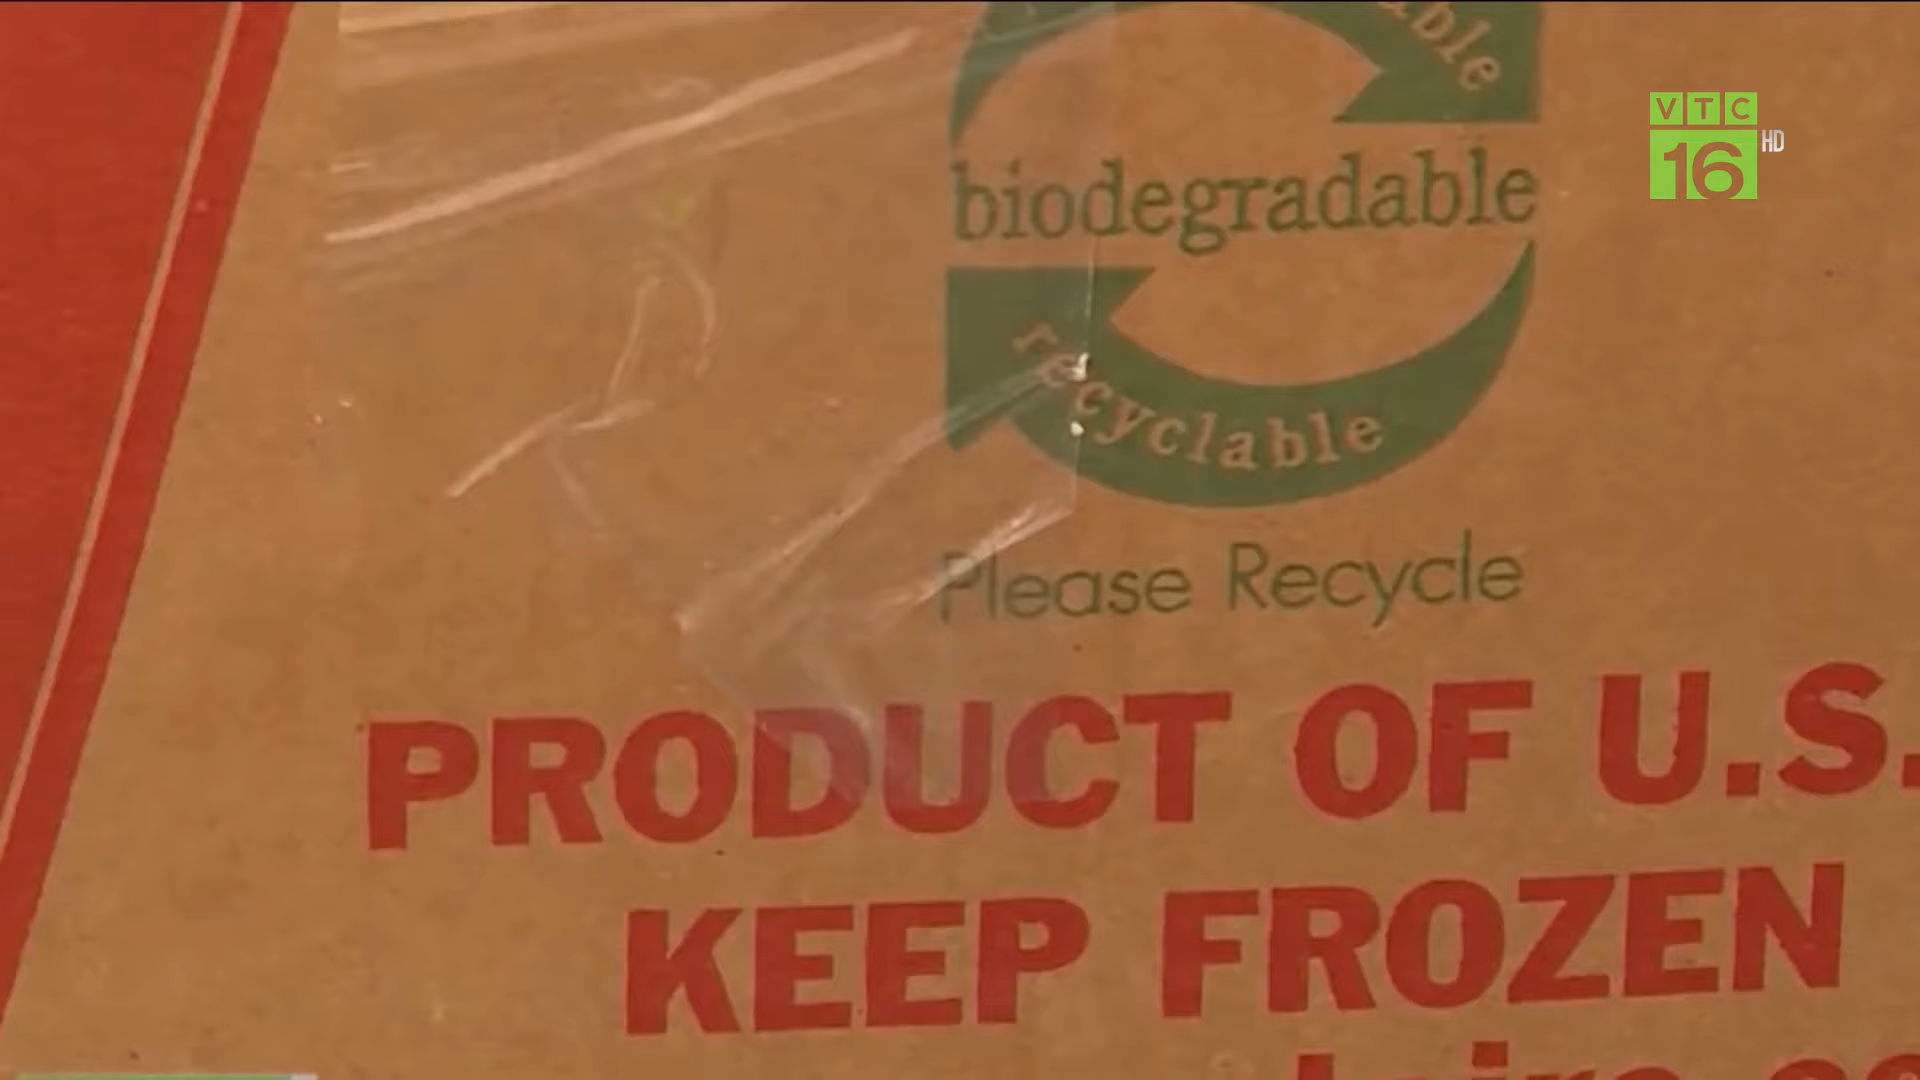 VTC
16 HD
biodegradable
recyclable
Please Recycle
PRODUCT OF U.S.
KEEP FROZEN